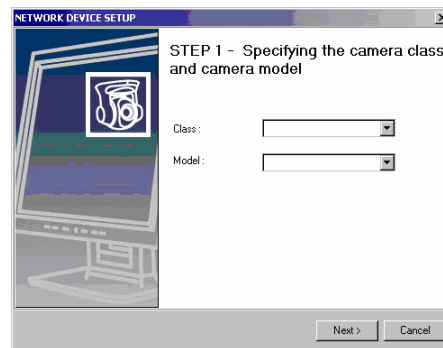 NETWORK DEVICE SETUP
STEP 1 - Specifying the camera class
and camera model
Class :
Model :
Next >
Cancel